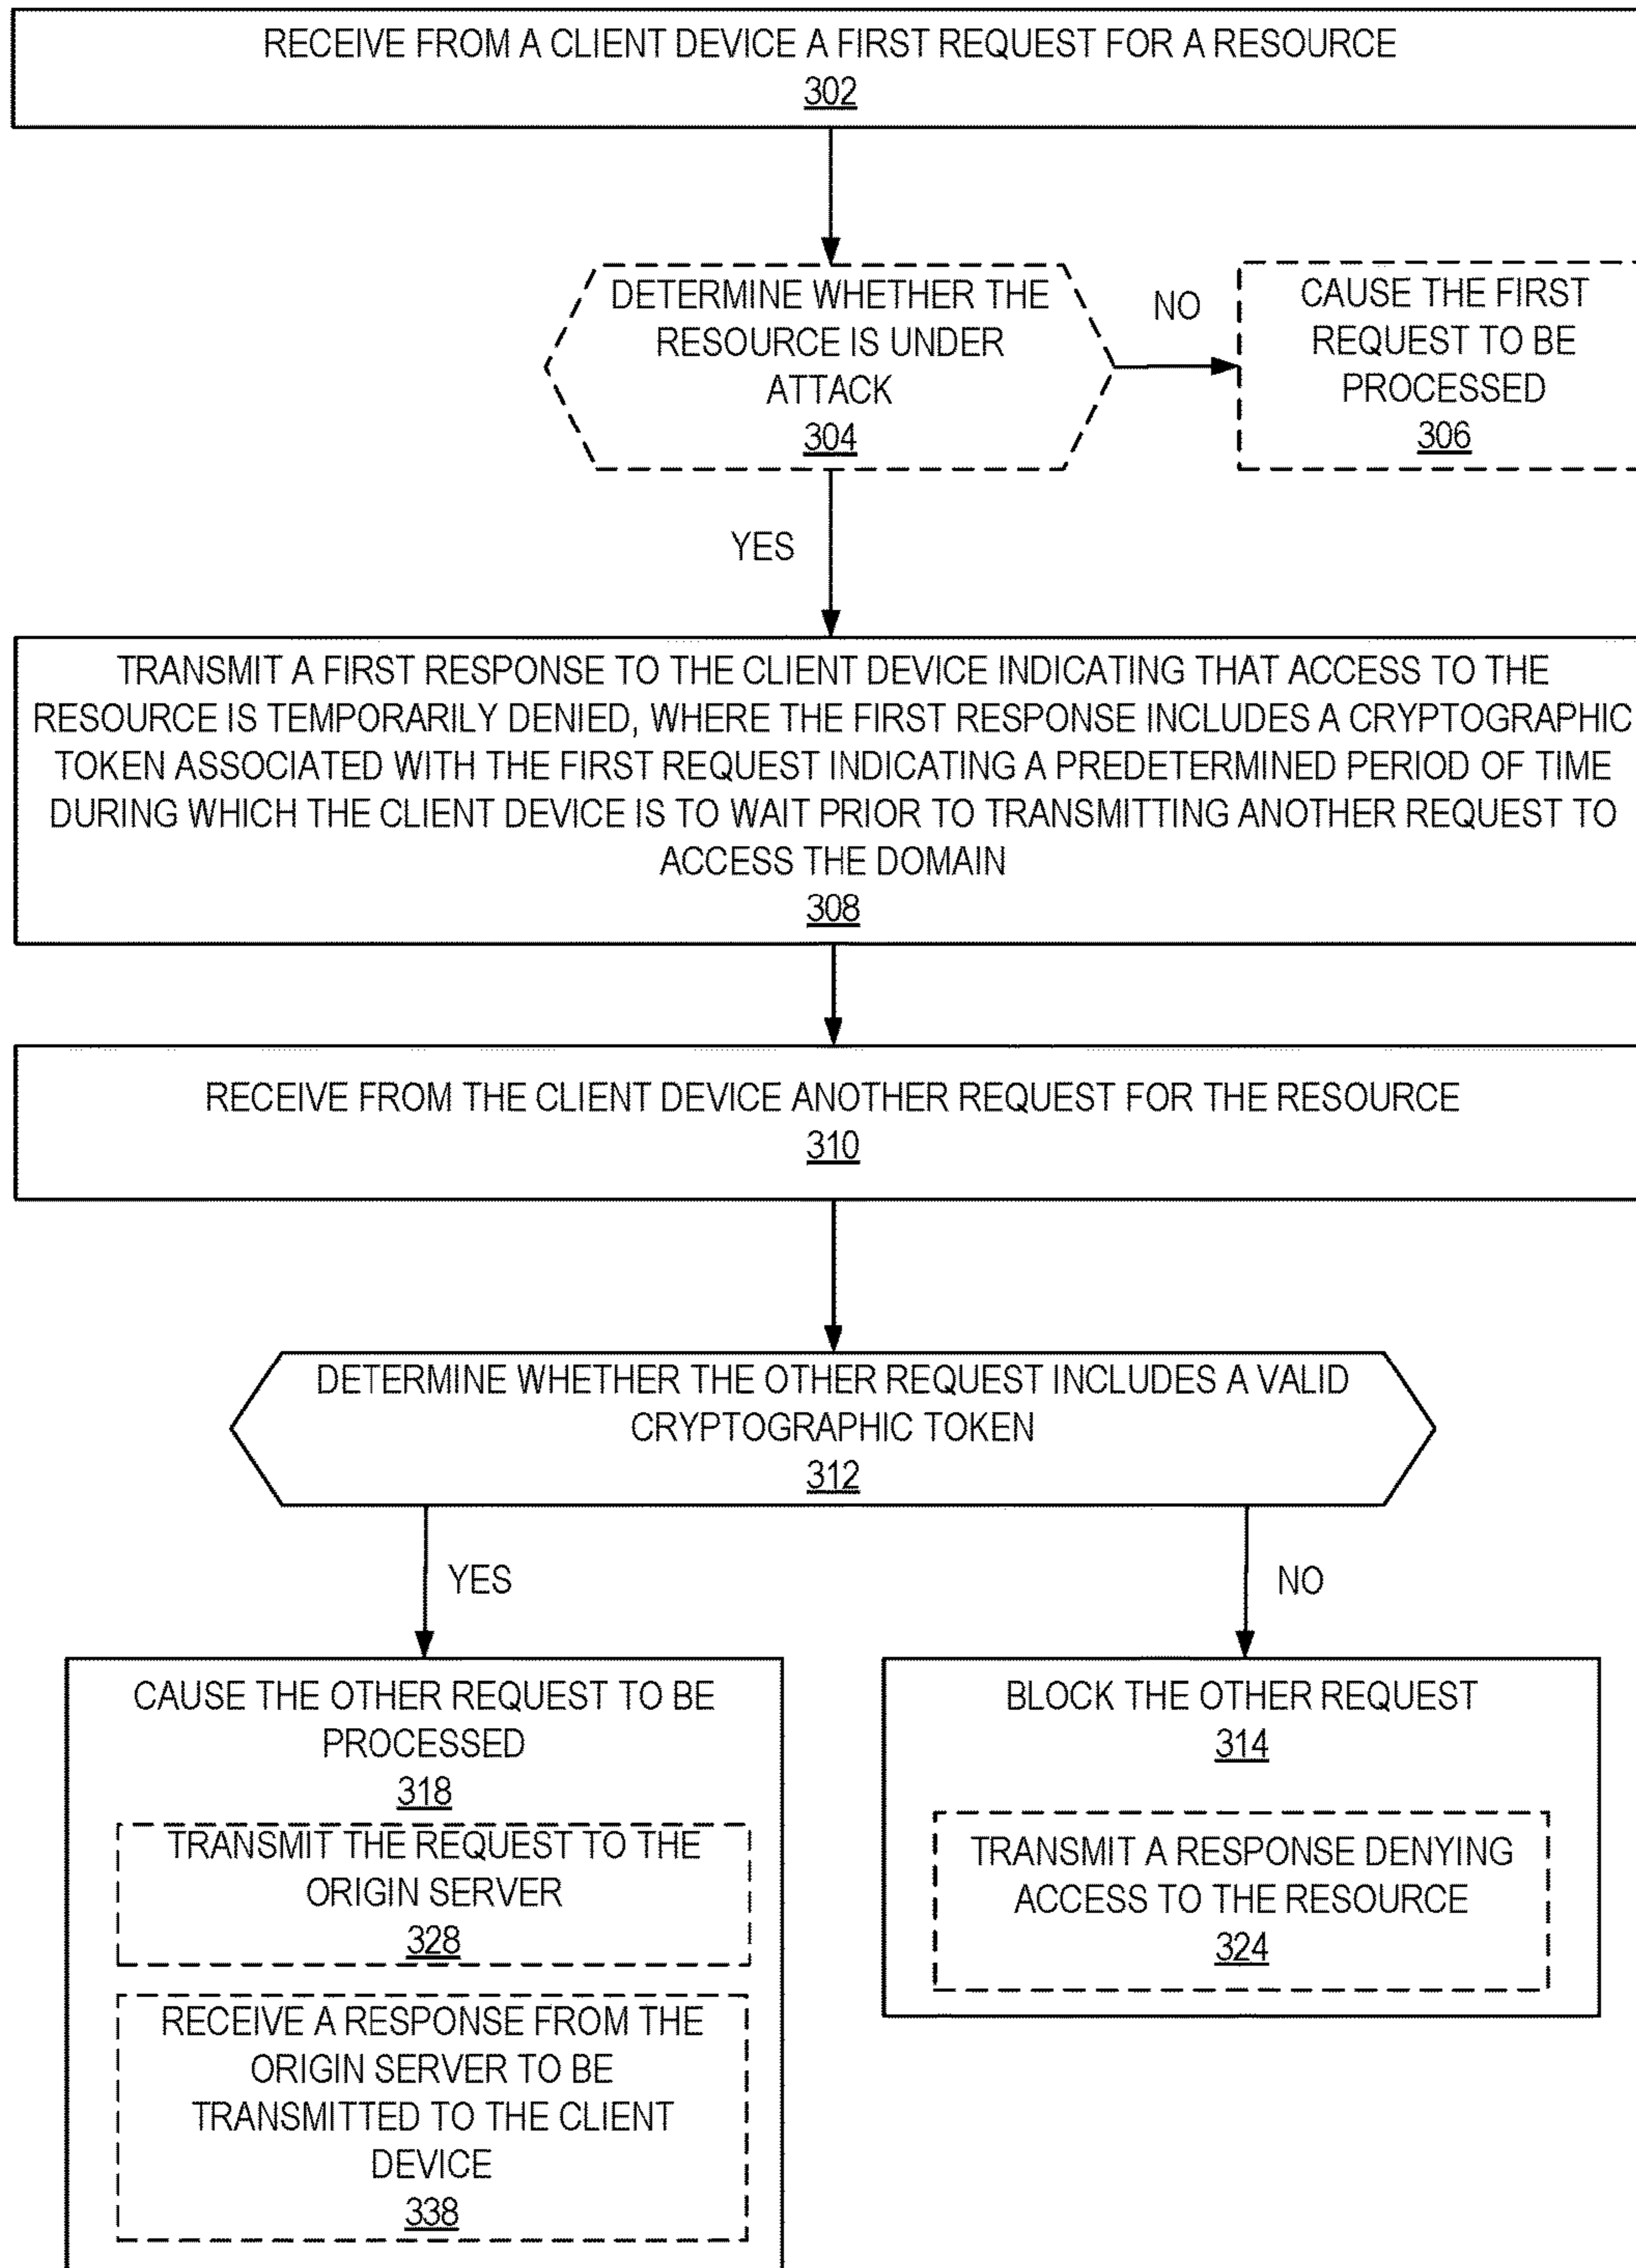 RECEIVE FROM A CLIENT DEVICE A FIRST REQUEST FOR A RESOURCE
302
DETERMINE WHETHER THE
RESOURCE IS UNDER
ATTACK
304
NO
CAUSE THE FIRST
REQUEST TO BE
PROCESSED
306
YES
TRANSMIT A FIRST RESPONSE TO THE CLIENT DEVICE INDICATING THAT ACCESS TO THE
RESOURCE IS TEMPORARILY DENIED, WHERE THE FIRST RESPONSE INCLUDES A CRYPTOGRAPHIC
TOKEN ASSOCIATED WITH THE FIRST REQUEST INDICATING A PREDETERMINED PERIOD OF TIME
DURING WHICH THE CLIENT DEVICE IS TO WAIT PRIOR TO TRANSMITTING ANOTHER REQUEST TO
ACCESS THE DOMAIN
308
RECEIVE FROM THE CLIENT DEVICE ANOTHER REQUEST FOR THE RESOURCE
310
DETERMINE WHETHER THE OTHER REQUEST INCLUDES A VALID
CRYPTOGRAPHIC TOKEN
312
YES
NO
CAUSE THE OTHER REQUEST TO BE
PROCESSED
318
TRANSMIT THE REQUEST TO THE
ORIGIN SERVER
328
RECEIVE A RESPONSE FROM THE
ORIGIN SERVER TO BE
TRANSMITTED TO THE CLIENT
DEVICE
338
BLOCK THE OTHER REQUEST
314
TRANSMIT A RESPONSE DENYING
ACCESS TO THE RESOURCE
324